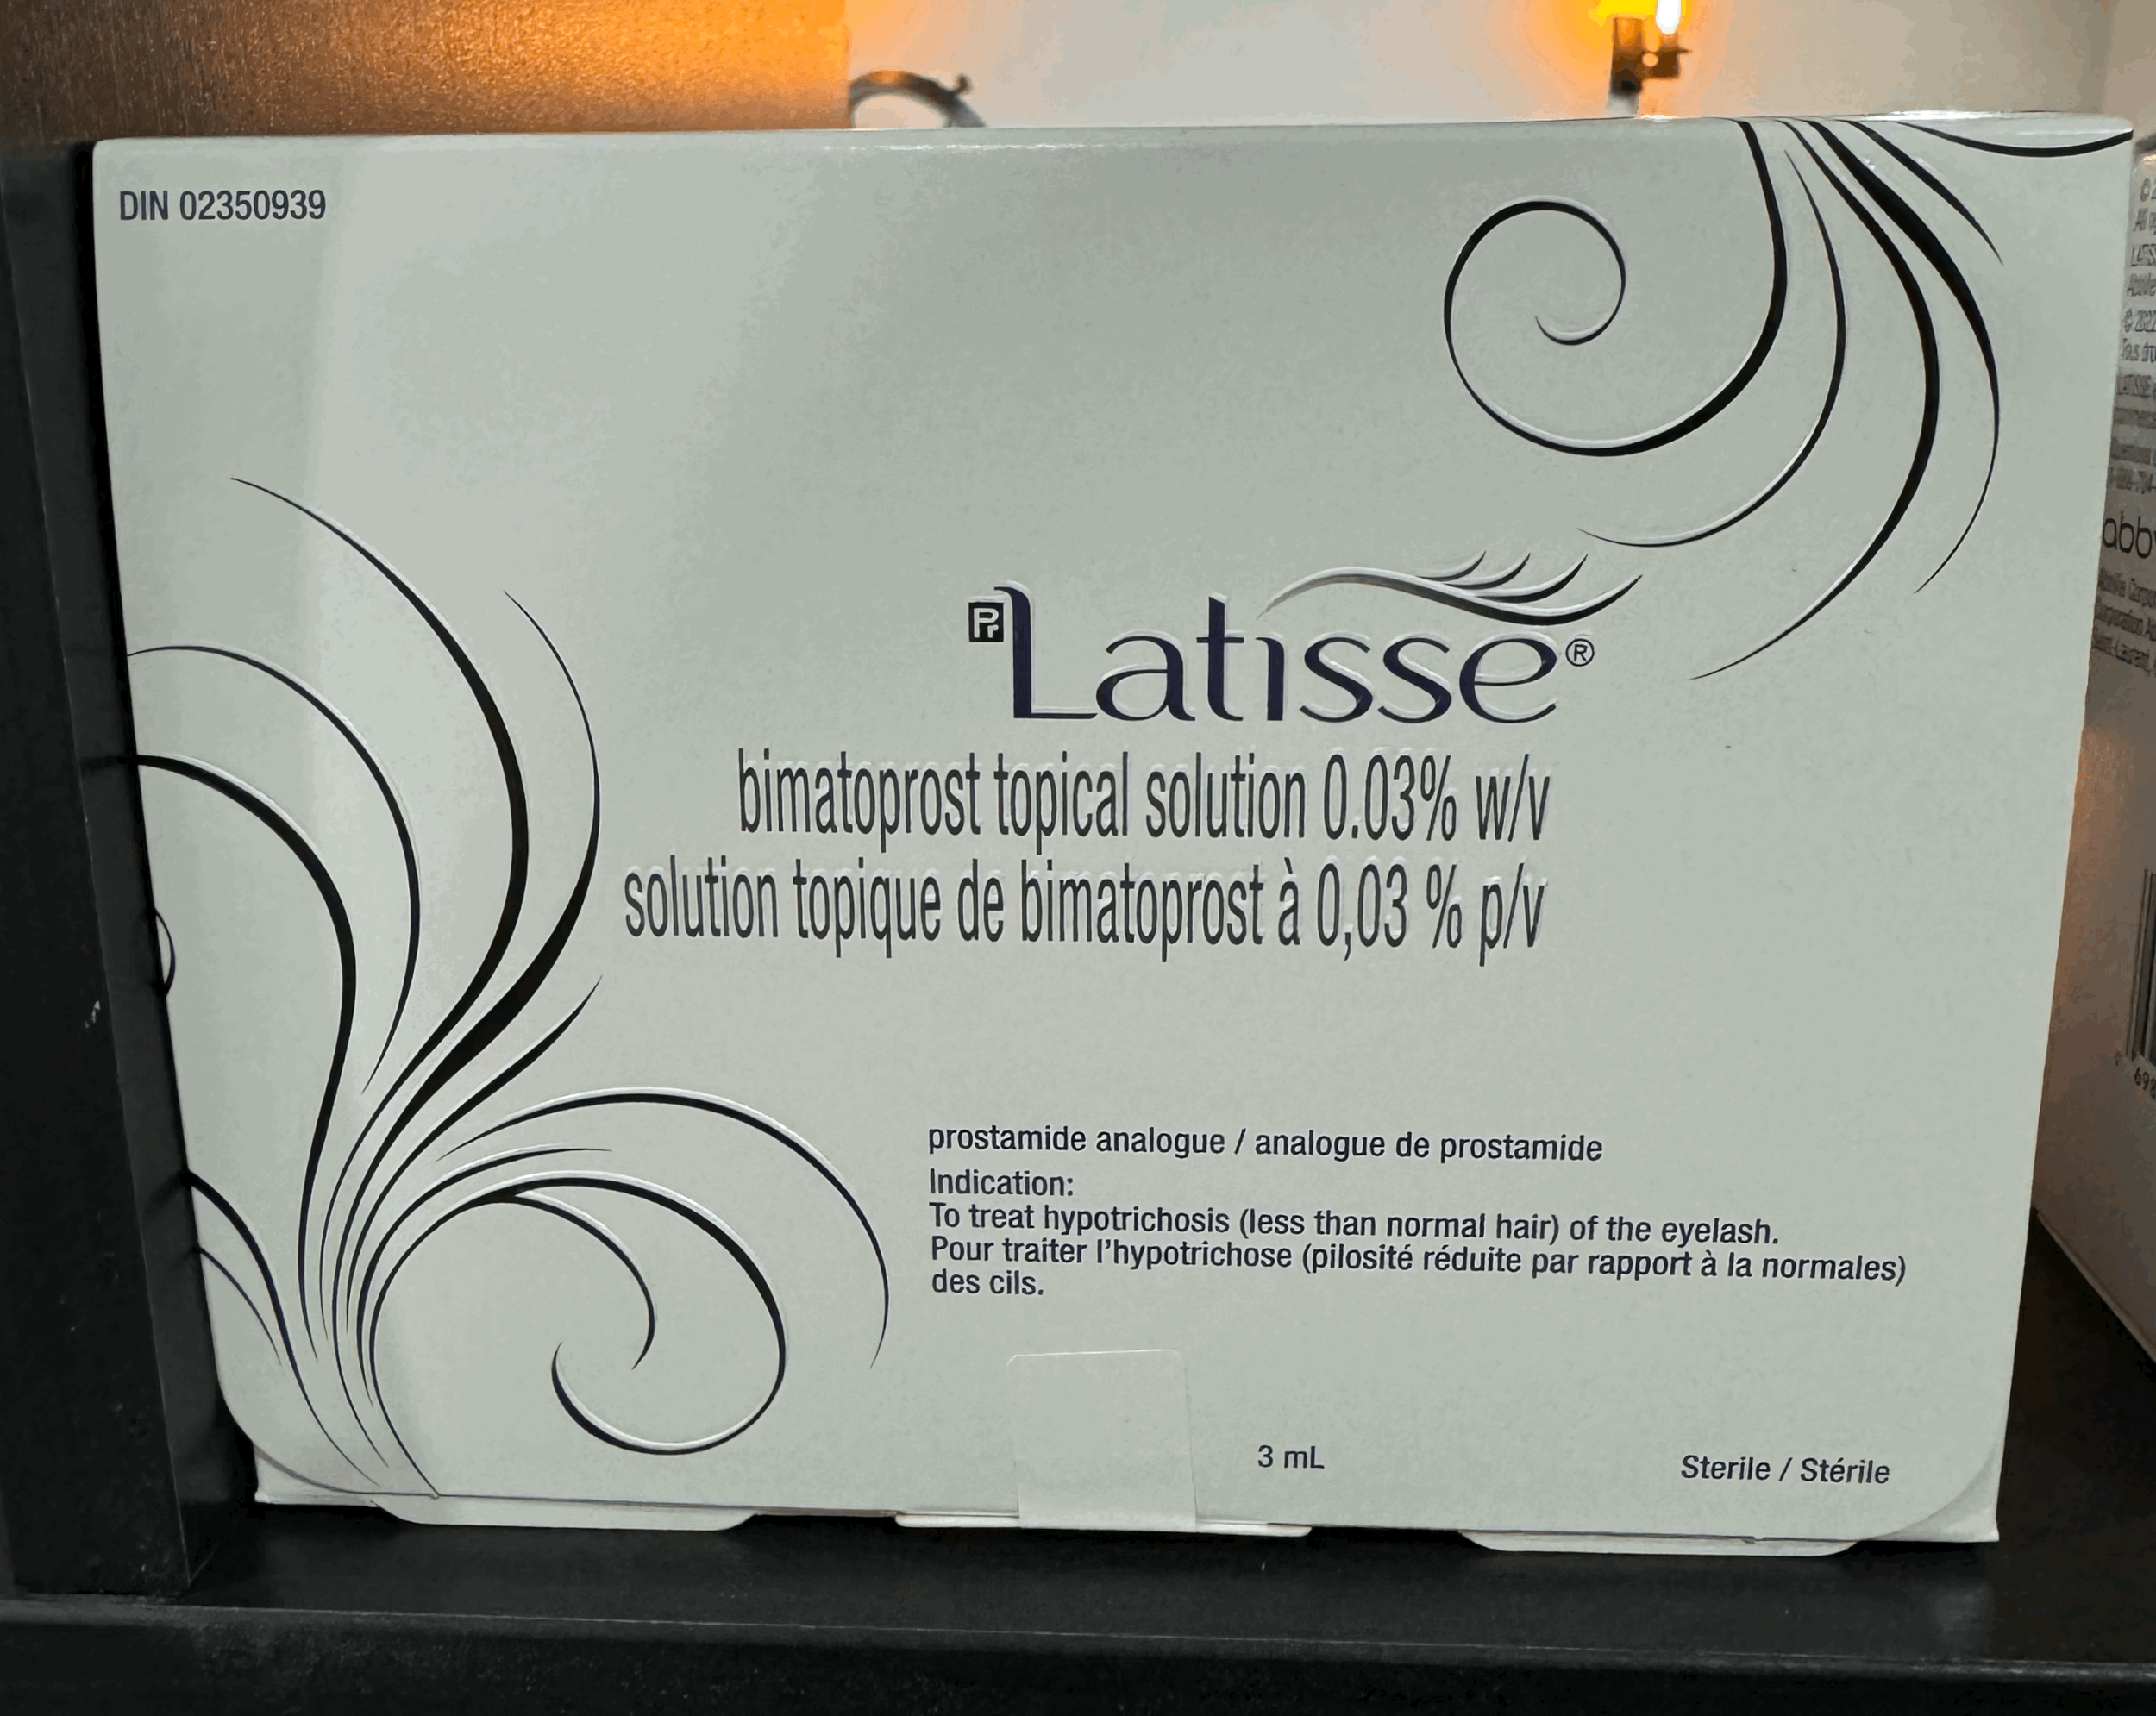 DIN 02350939
Pr Latisse®
bimatoprost topical solution 0.03% w/v
solution topique de bimatoprost à 0,03 % p/v
prostamide analogue / analogue de prostamide
Indication:
To treat hypotrichosis (less than normal hair) of the eyelash.
Pour traiter l'hypotrichose (pilosité réduite par rapport à la normales)
des cils.
3 mL
Sterile / Stérile